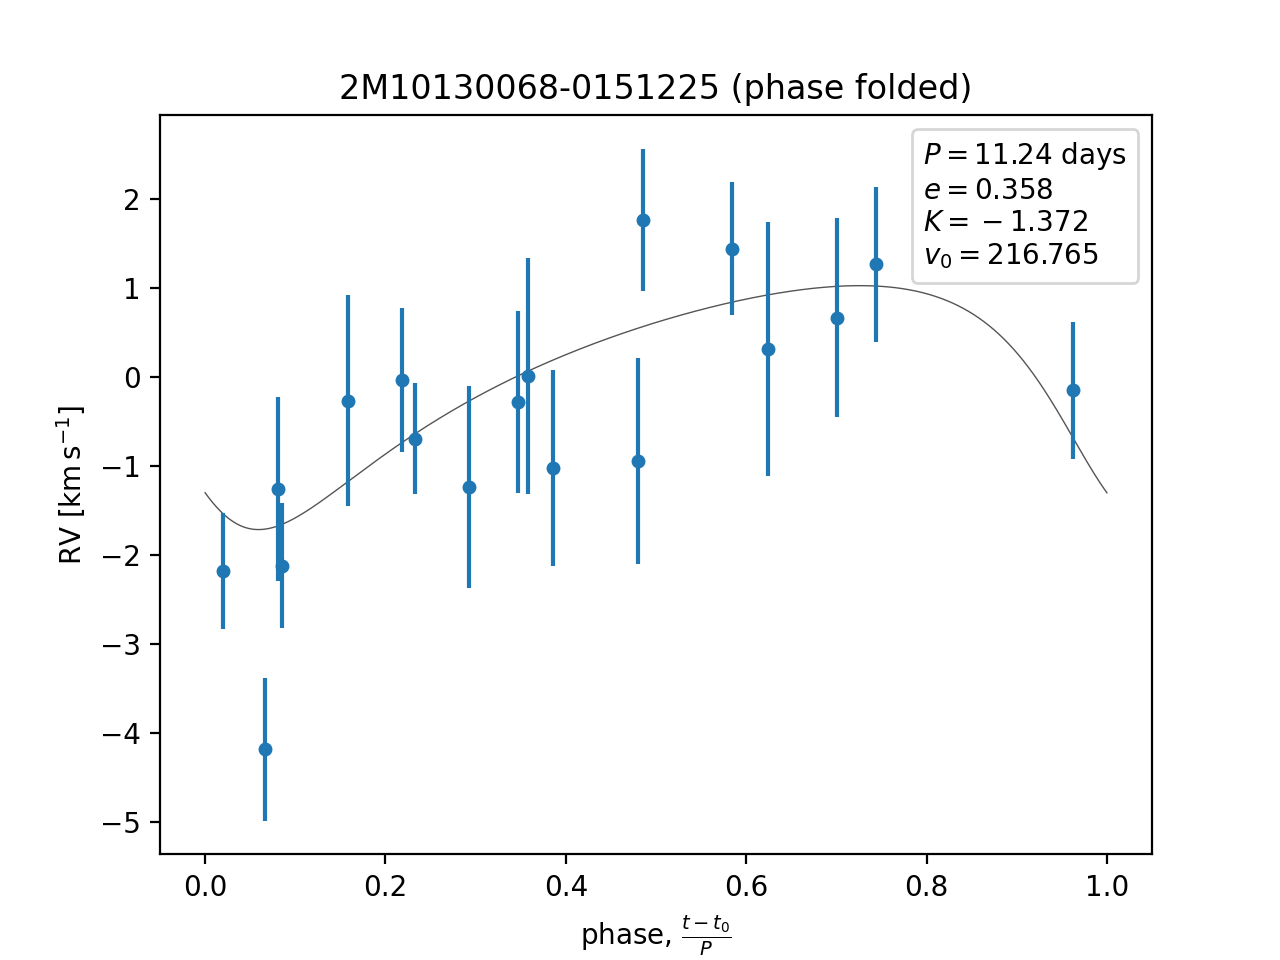 2M10130068-0151225 (phase folded)
P = 11.24 days
e = 0.358
K = −1.372
v₀ = 216.765
RV [km s⁻¹]
2
1
0
−1
−2
−3
−4
−5
0.0 0.2 0.4 0.6 0.8 1.0
phase, (t − t₀)/P